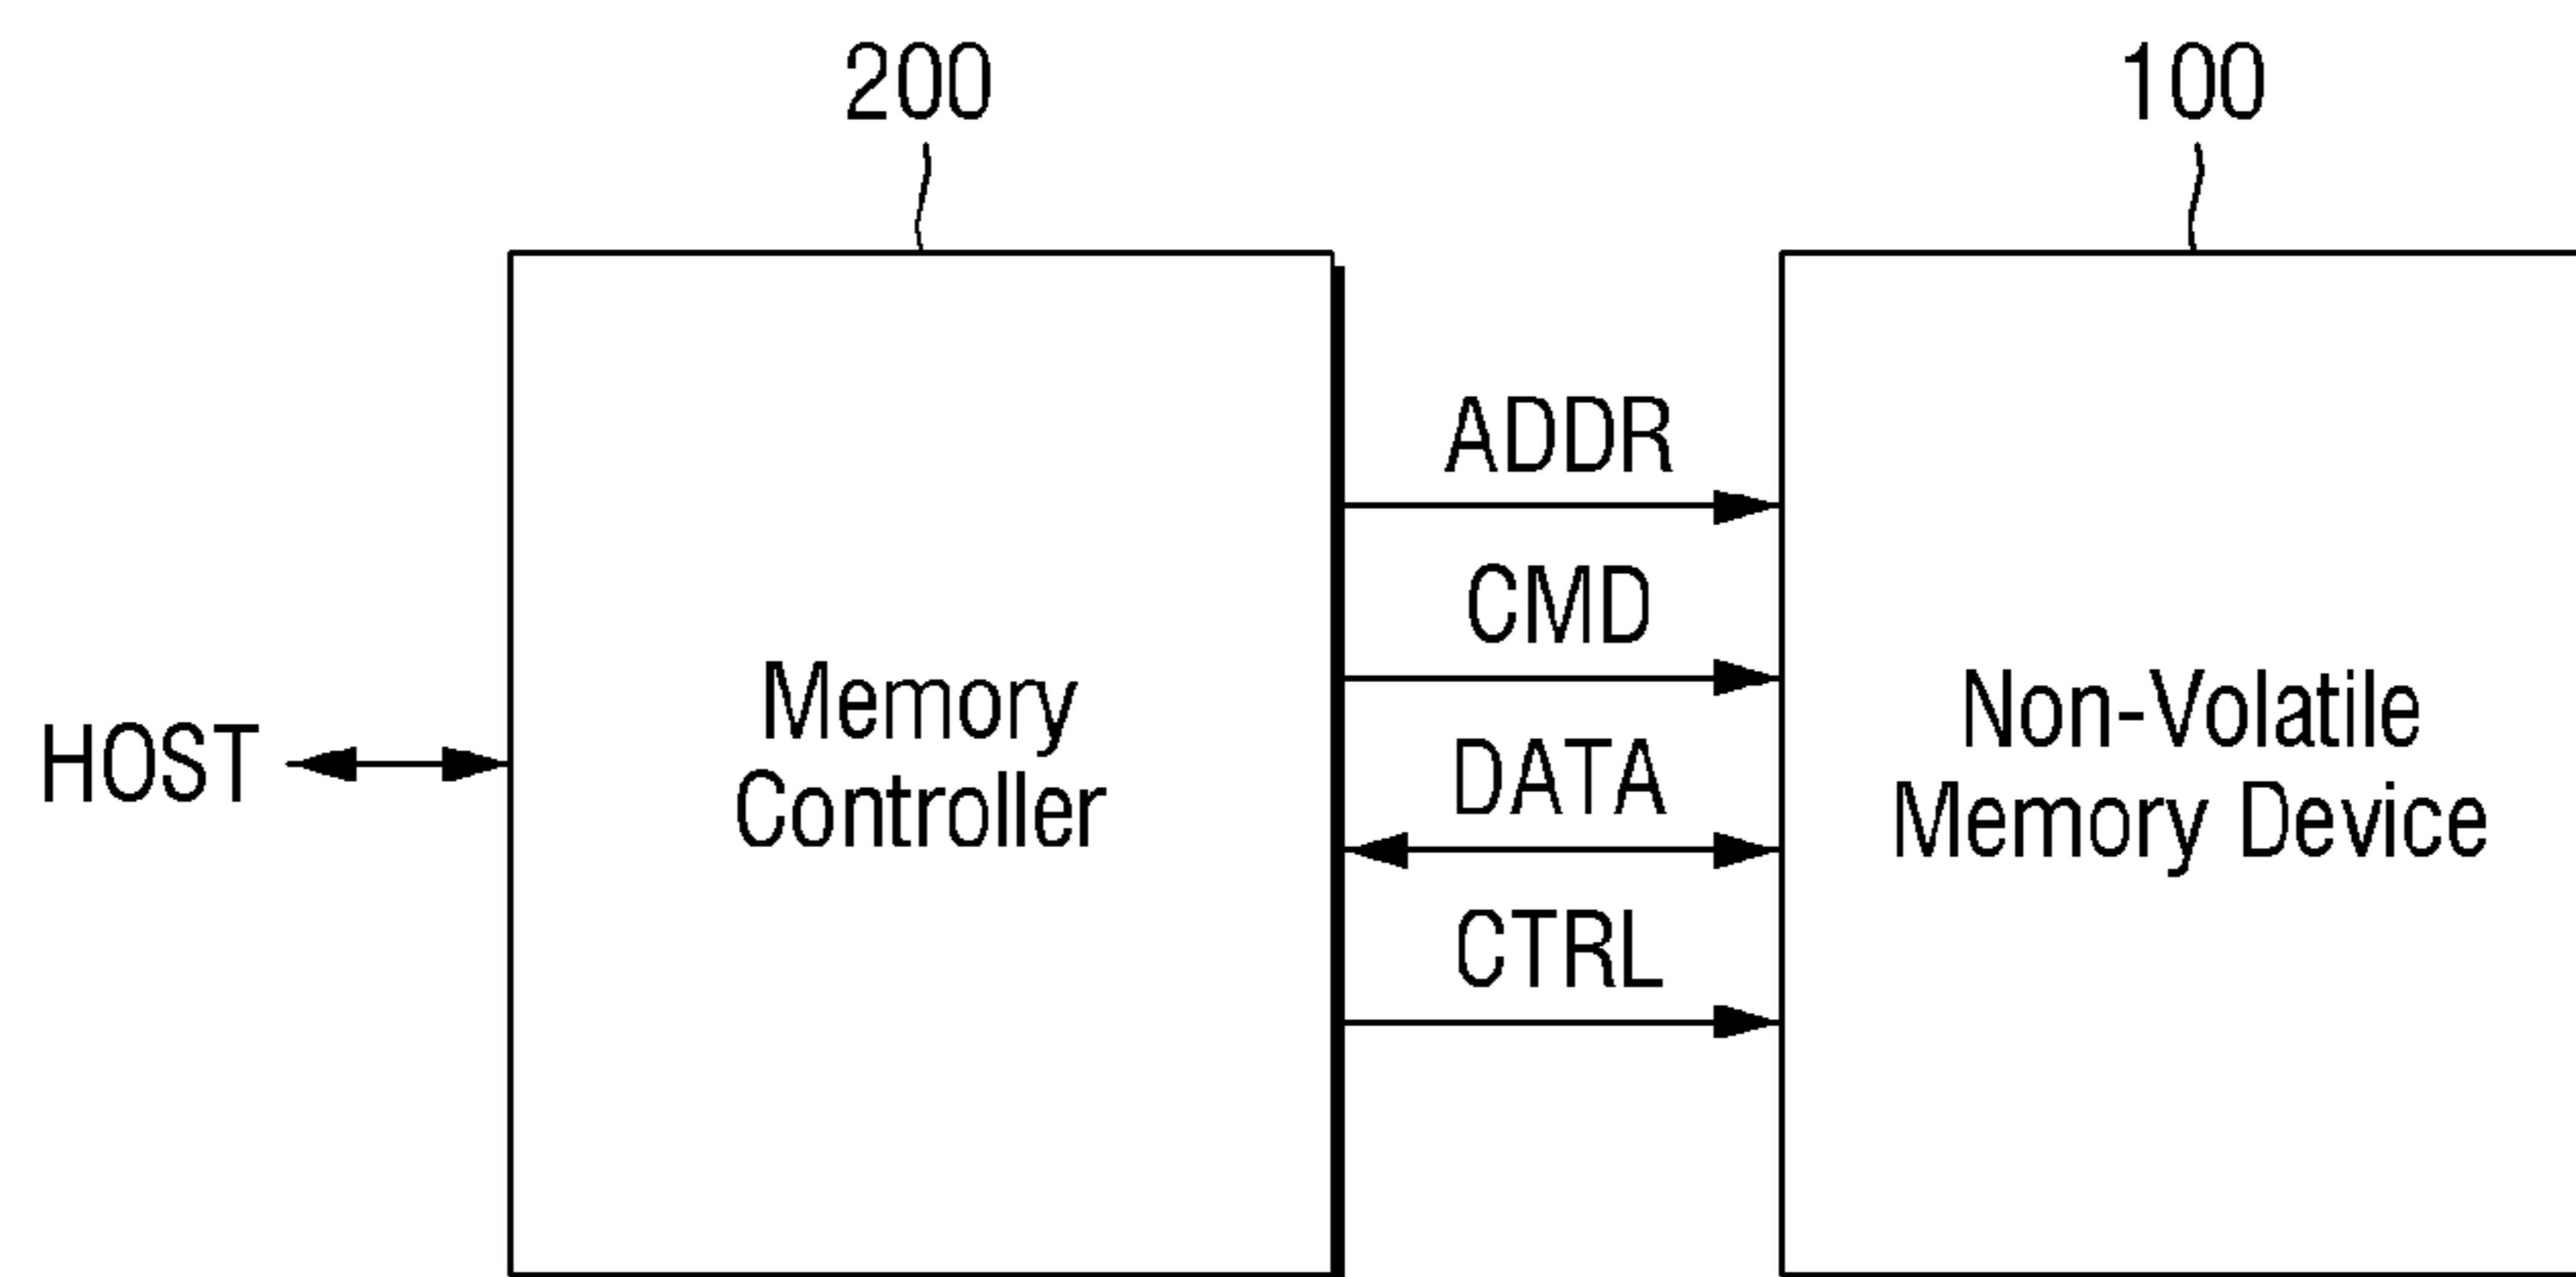 200
100
ADDR
CMD
DATA
CTRL
HOST
Memory
Controller
Non-Volatile
Memory Device